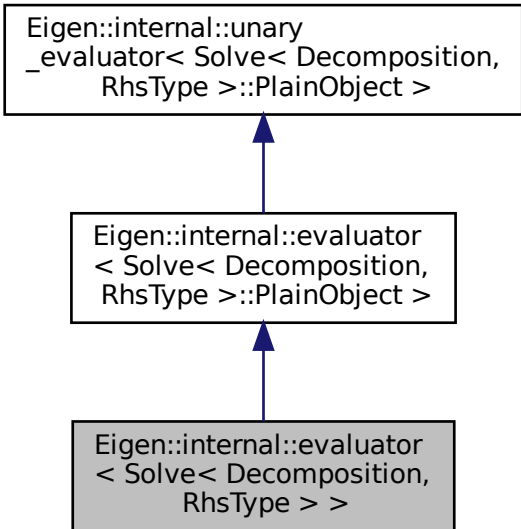 Eigen::internal::unary
_evaluator< Solve< Decomposition,
RhsType >::PlainObject >
Eigen::internal::evaluator
< Solve< Decomposition,
RhsType >::PlainObject >
Eigen::internal::evaluator
< Solve< Decomposition,
RhsType > >